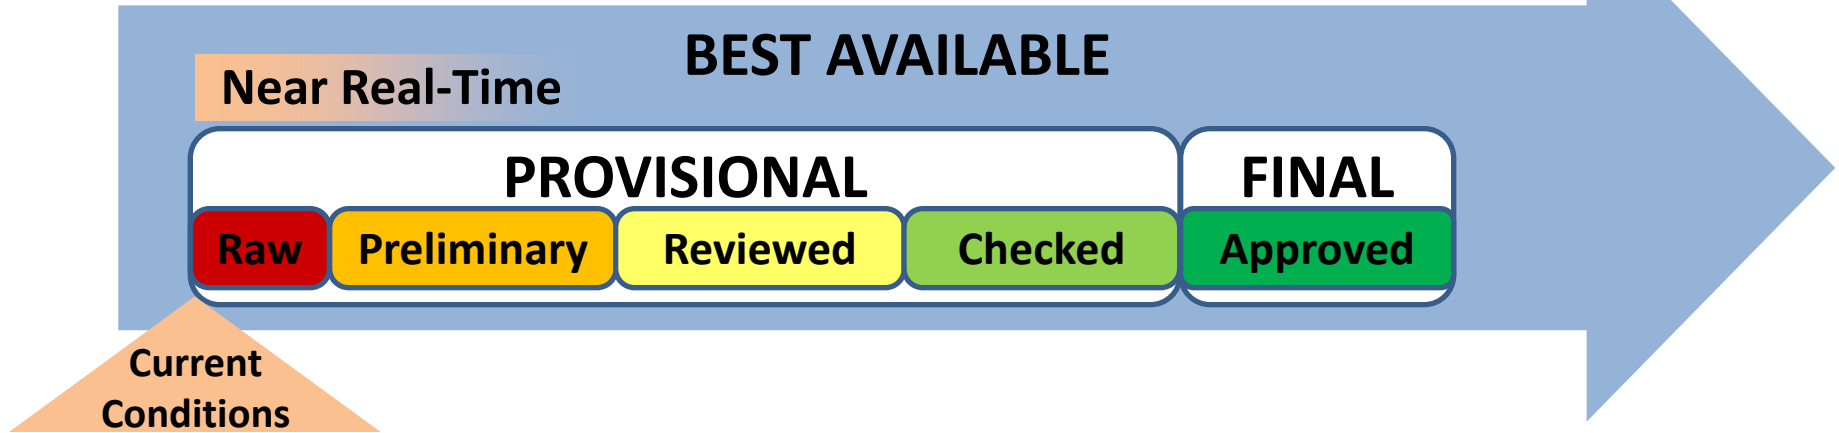 BEST AVAILABLE
Near Real-Time
PROVISIONAL
FINAL
Raw
Preliminary
Reviewed
Checked
Approved
Current
Conditions